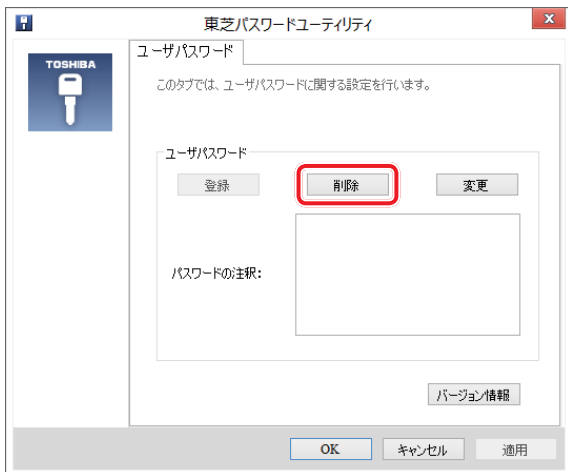 東芝パスワードユーティリティ
x
TOSHIBA
ユーザパスワード
このタブでは、ユーザパスワードに関する設定を行います。
ユーザパスワード
登録
削除
変更
パスワードの注釈:
バージョン情報
OK
キャンセル
適用